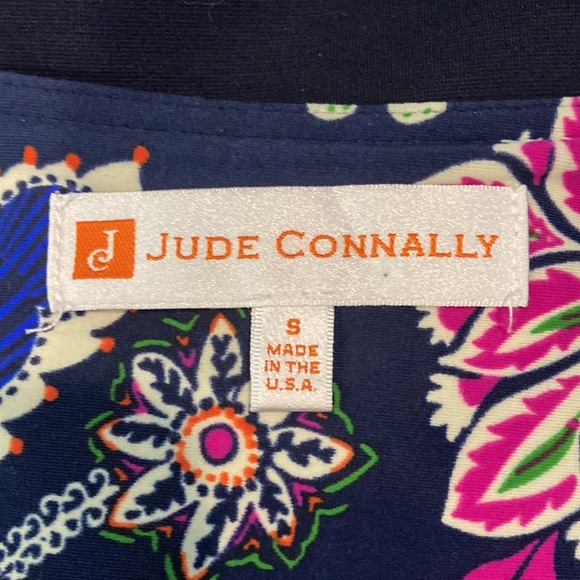 JC JUDE CONNALLY
S
MADE
IN THE
U.S.A.